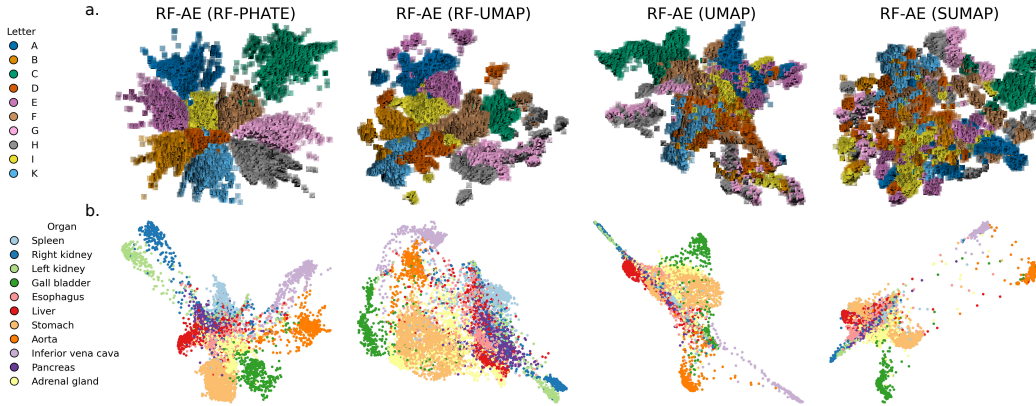 a.
RF-AE (RF-PHATE)
RF-AE (RF-UMAP)
RF-AE (UMAP)
RF-AE (SUMAP)
Letter
A
B
C
D
E
F
G
H
I
K
b.
Organ
Spleen
Right kidney
Left kidney
Gall bladder
Esophagus
Liver
Stomach
Aorta
Inferior vena cava
Pancreas
Adrenal gland